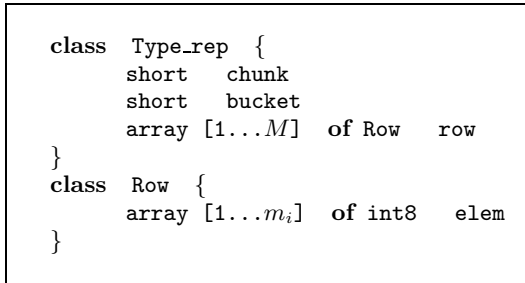 class Type_rep {
short chunk
short bucket
array [1...M] of Row row
}
class Row {
array [1...mᵢ] of int8 elem
}